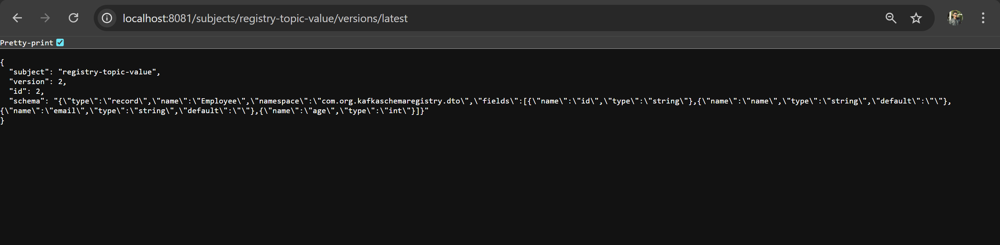 localhost:8081/subjects/registry-topic-value/versions/latest
Pretty-print
{
  "subject": "registry-topic-value",
  "version": 2,
  "id": 2,
  "schema": "{\"type\":\"record\",\"name\":\"Employee\",\"namespace\":\"com.org.kafkaschemaregistry.dto\",\"fields\":[{\"name\":\"id\",\"type\":\"string\"},{\"name\":\"name\",\"type\":\"string\",\"default\":\"\"},
{\"name\":\"email\",\"type\":\"string\",\"default\":\"\"},{\"name\":\"age\",\"type\":\"int\"}]}"
}